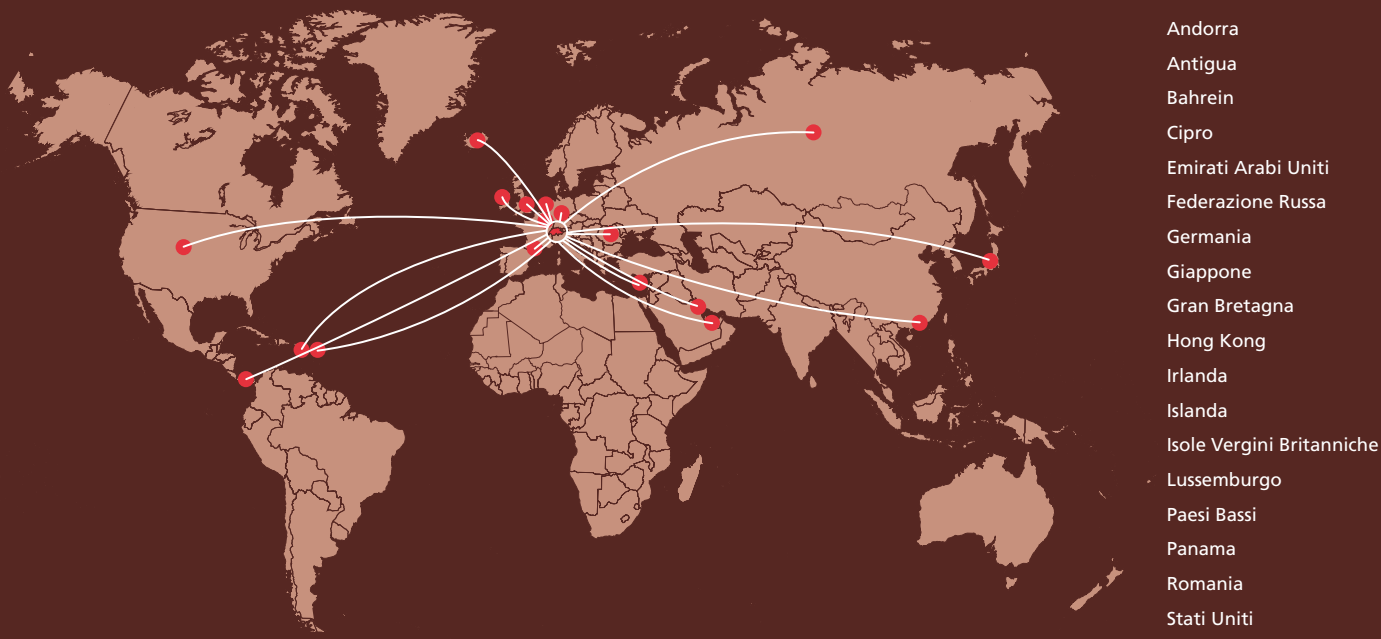 Andorra
Antigua
Bahrein
Cipro
Emirati Arabi Uniti
Federazione Russa
Germania
Giappone
Gran Bretagna
Hong Kong
Irlanda
Islanda
Isole Vergini Britanniche
Lussemburgo
Paesi Bassi
Panama
Romania
Stati Uniti